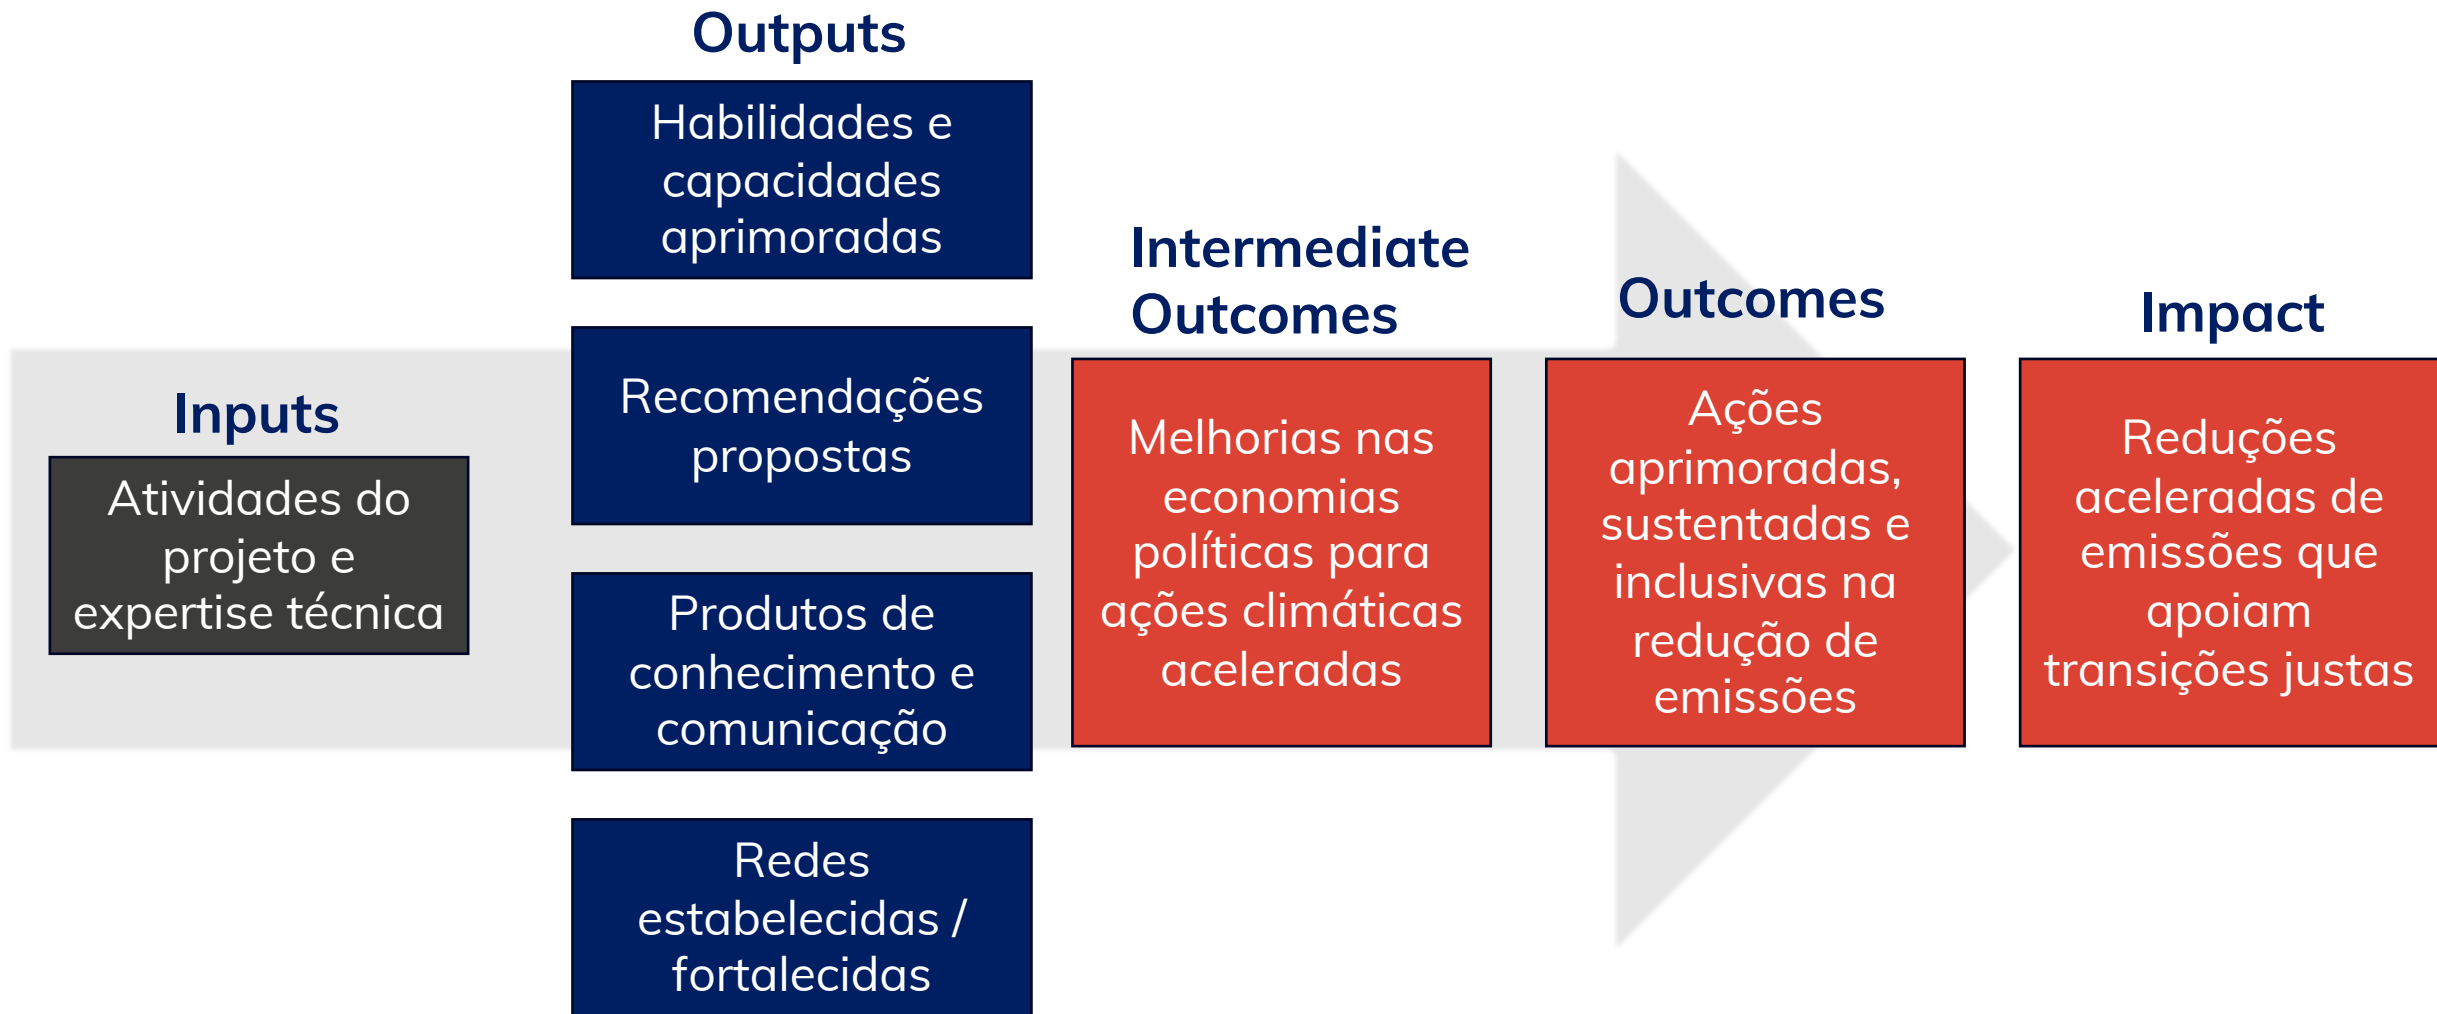 Inputs
Atividades do
projeto e
expertise técnica
Outputs
Habilidades e
capacidades
aprimoradas
Recomendações
propostas
Produtos de
conhecimento e
comunicação
Redes
estabelecidas /
fortalecidas
Intermediate
Outcomes
Melhorias nas
economias
políticas para
ações climáticas
aceleradas
Outcomes
Ações
aprimoradas,
sustentadas e
inclusivas na
redução de
emissões
Impact
Reduções
aceleradas de
emissões que
apoiam
transições justas